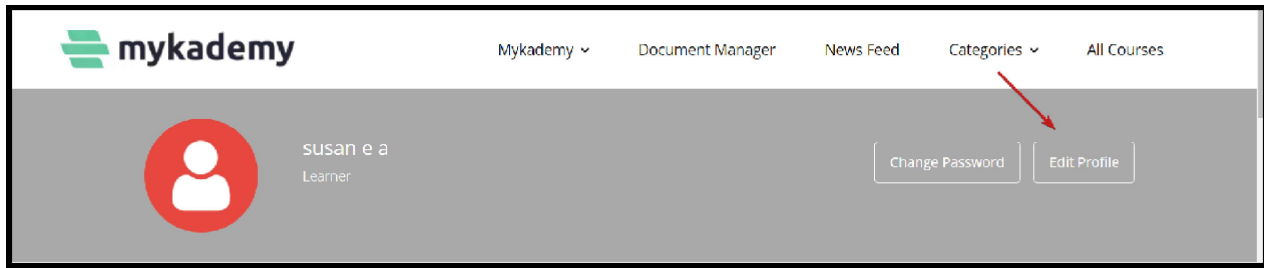 mykademy
Mykademy
Document Manager
News Feed
Categories
All Courses
susan e a
Learner
Change Password
Edit Profile